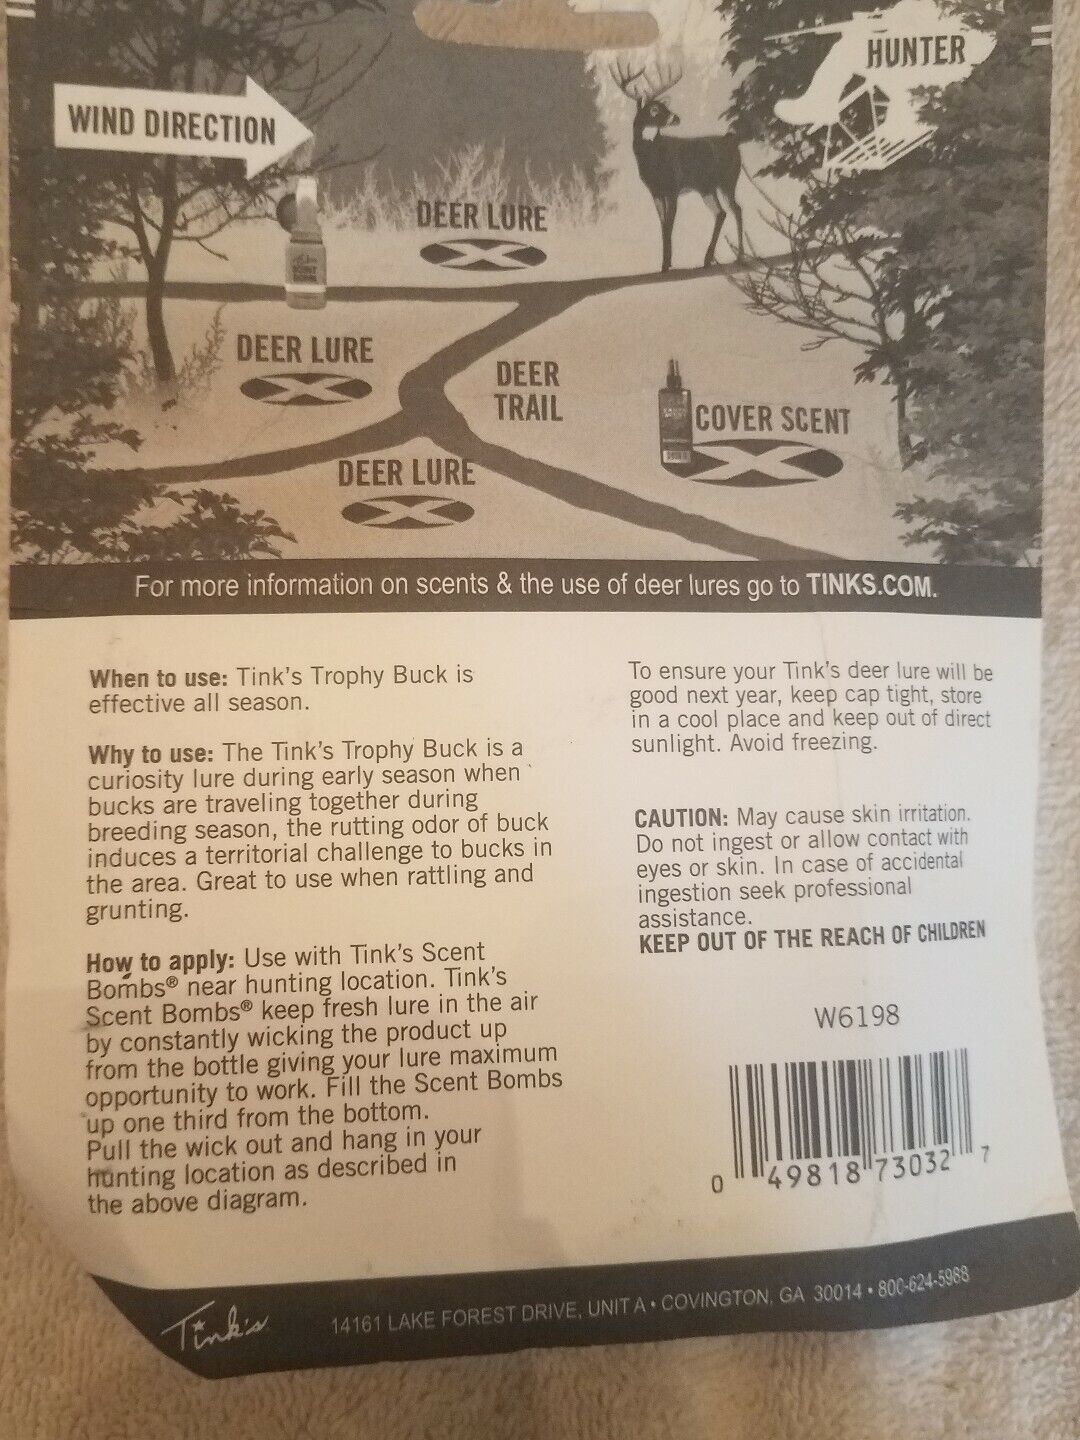 HUNTER
WIND DIRECTION
DEER LURE
SCENT
DEER LURE
DEER
TRAIL
COVER SCENT
DEER LURE
For more information on scents & the use of deer lures go to TINKS.COM.
When to use: Tink's Trophy Buck is
effective all season.
Why to use: The Tink's Trophy Buck is a
curiosity lure during early season when
bucks are traveling together during
breeding season, the rutting odor of buck
induces a territorial challenge to bucks in
the area. Great to use when rattling and
grunting.
How to apply: Use with Tink's Scent
Bombs® near hunting location. Tink's
Scent Bombs® keep fresh lure in the air
by constantly wicking the product up
from the bottle giving your lure maximum
opportunity to work. Fill the Scent Bombs
up one third from the bottom.
Pull the wick out and hang in your
hunting location as described in
the above diagram.
To ensure your Tink's deer lure will be
good next year, keep cap tight, store
in a cool place and keep out of direct
sunlight. Avoid freezing.
CAUTION: May cause skin irritation.
Do not ingest or allow contact with
eyes or skin. In case of accidental
ingestion seek professional
assistance.
KEEP OUT OF THE REACH OF CHILDREN
W6198
0 49818 73032 7
Tink's 14161 LAKE FOREST DRIVE, UNIT A • COVINGTON, GA 30014 • 800-624-5988